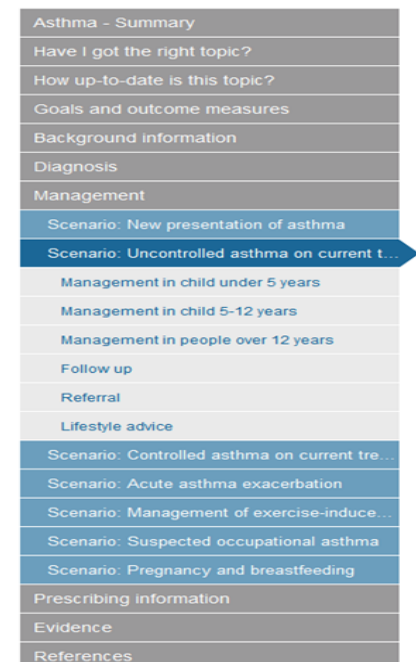 Asthma - Summary
Have I got the right topic?
How up-to-date is this topic?
Goals and outcome measures
Background information
Diagnosis
Management
Scenario: New presentation of asthma
Scenario: Uncontrolled asthma on current t...
Management in child under 5 years
Management in child 5-12 years
Management in people over 12 years
Follow up
Referral
Lifestyle advice
Scenario: Controlled asthma on current tre...
Scenario: Acute asthma exacerbation
Scenario: Management of exercise-induce...
Scenario: Suspected occupational asthma
Scenario: Pregnancy and breastfeeding
Prescribing information
Evidence
References